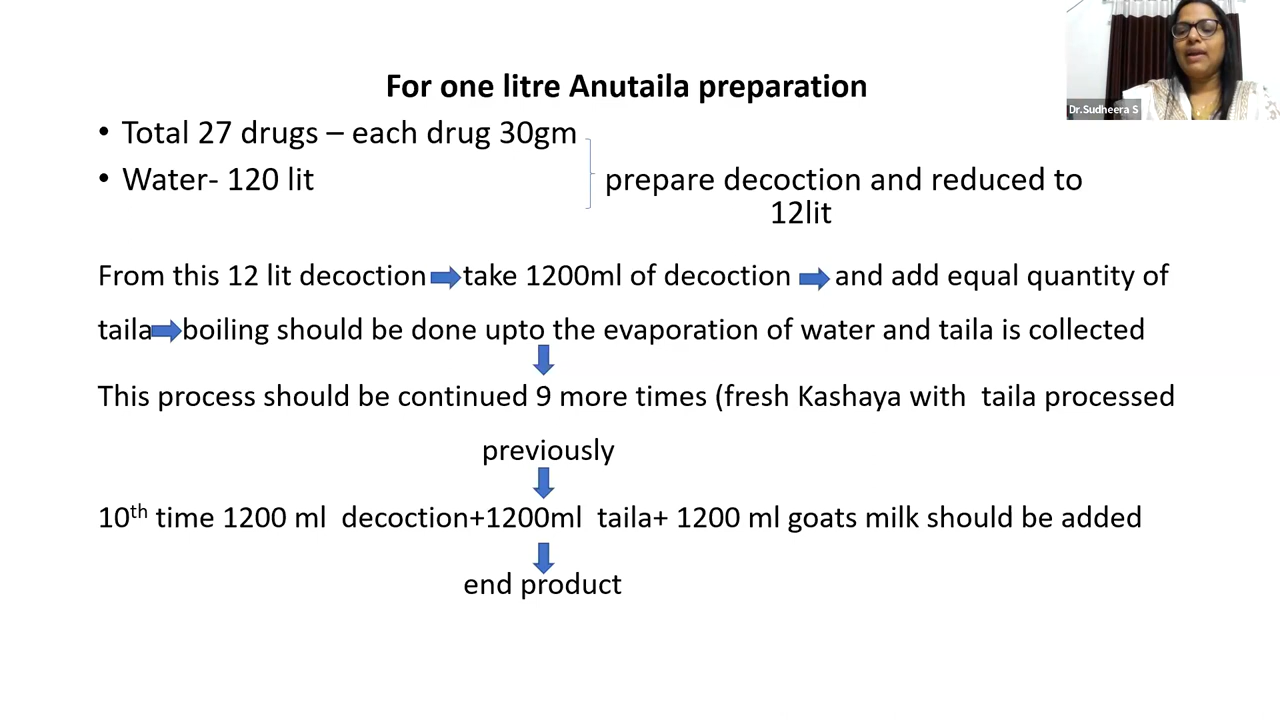 Dr.Sudheera S
For one litre Anutaila preparation
• Total 27 drugs – each drug 30gm
• Water- 120 lit
prepare decoction and reduced to
12lit
From this 12 lit decoction take 1200ml of decoction and add equal quantity of
taila boiling should be done upto the evaporation of water and taila is collected
This process should be continued 9 more times (fresh Kashaya with taila processed
previously
10th time 1200 ml decoction+1200ml taila+ 1200 ml goats milk should be added
end product